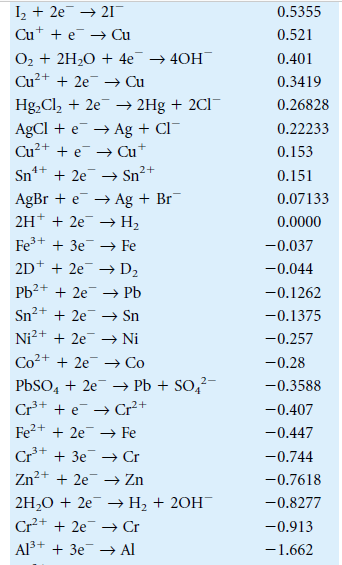 I₂ + 2e⁻ → 2I⁻ 0.5355
Cu⁺ + e⁻ → Cu 0.521
O₂ + 2H₂O + 4e⁻ → 4OH⁻ 0.401
Cu²⁺ + 2e⁻ → Cu 0.3419
Hg₂Cl₂ + 2e⁻ → 2Hg + 2Cl⁻ 0.26828
AgCl + e⁻ → Ag + Cl⁻ 0.22233
Cu²⁺ + e⁻ → Cu⁺ 0.153
Sn⁴⁺ + 2e⁻ → Sn²⁺ 0.151
AgBr + e⁻ → Ag + Br⁻ 0.07133
2H⁺ + 2e⁻ → H₂ 0.0000
Fe³⁺ + 3e⁻ → Fe −0.037
2D⁺ + 2e⁻ → D₂ −0.044
Pb²⁺ + 2e⁻ → Pb −0.1262
Sn²⁺ + 2e⁻ → Sn −0.1375
Ni²⁺ + 2e⁻ → Ni −0.257
Co²⁺ + 2e⁻ → Co −0.28
PbSO₄ + 2e⁻ → Pb + SO₄²⁻ −0.3588
Cr³⁺ + e⁻ → Cr²⁺ −0.407
Fe²⁺ + 2e⁻ → Fe −0.447
Cr³⁺ + 3e⁻ → Cr −0.744
Zn²⁺ + 2e⁻ → Zn −0.7618
2H₂O + 2e⁻ → H₂ + 2OH⁻ −0.8277
Cr²⁺ + 2e⁻ → Cr −0.913
Al³⁺ + 3e⁻ → Al −1.662